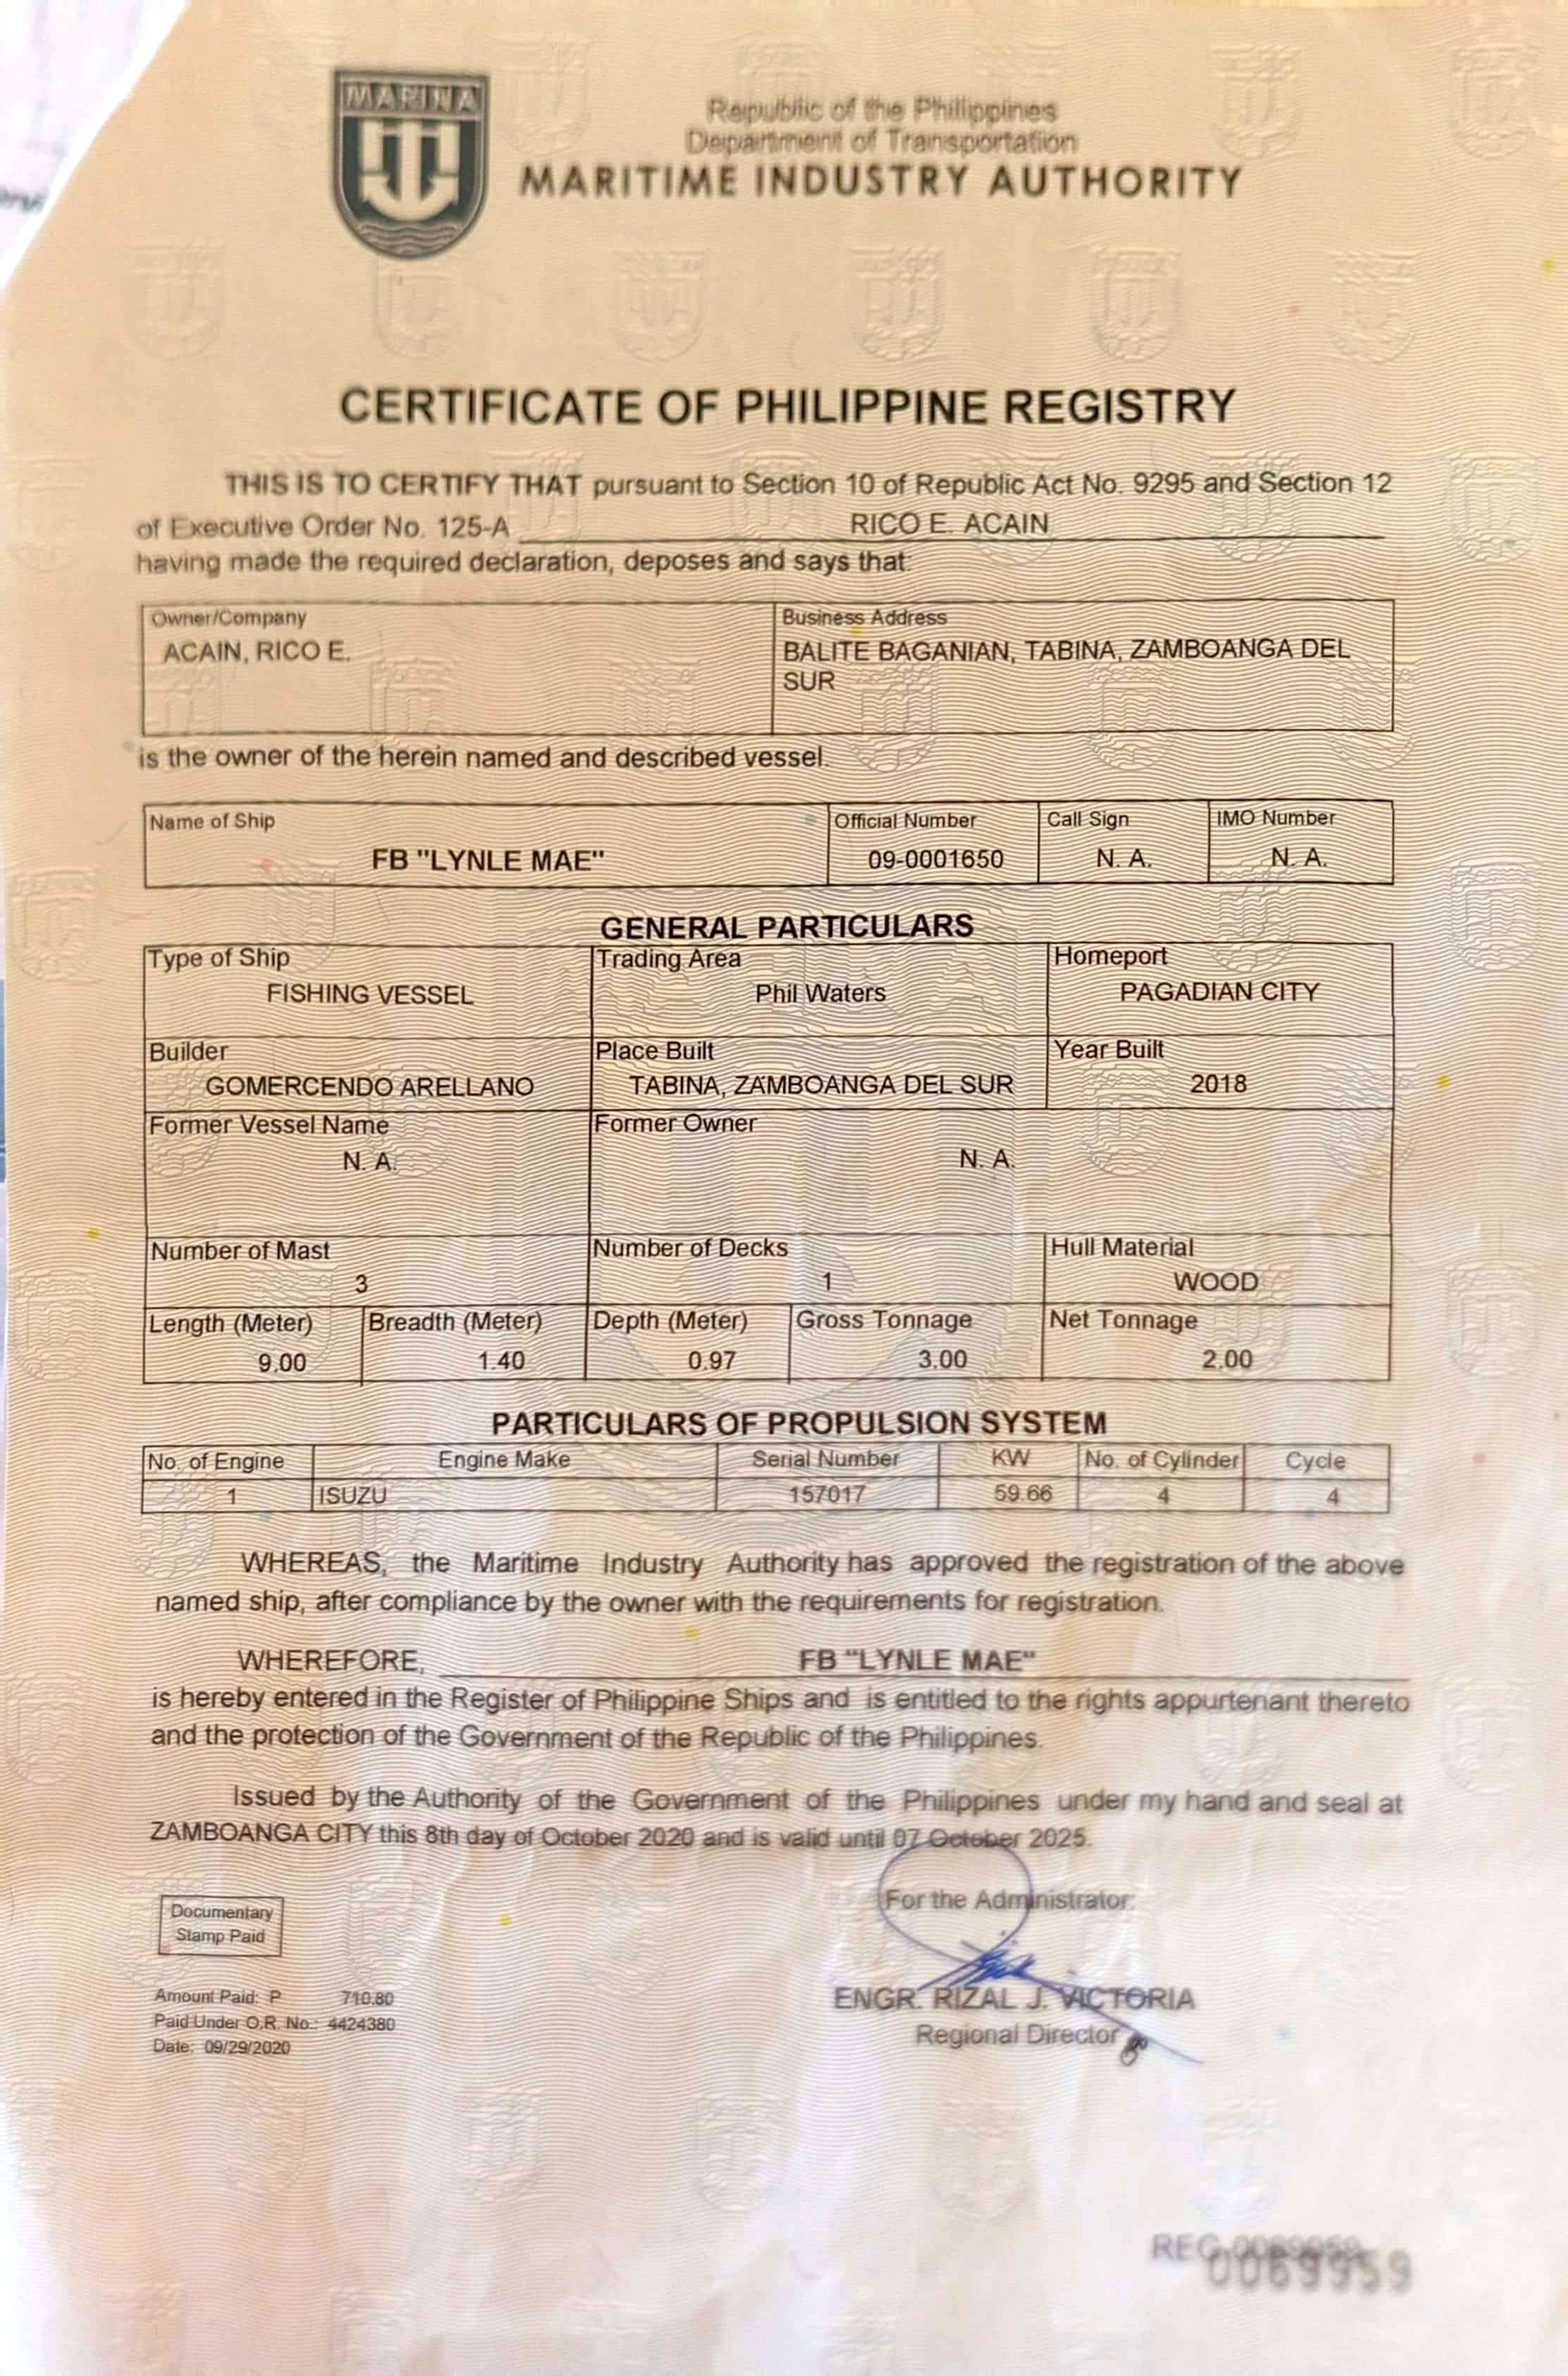 MARINA
Republic of the Philippines
Department of Transportation
MARITIME INDUSTRY AUTHORITY
CERTIFICATE OF PHILIPPINE REGISTRY
THIS IS TO CERTIFY THAT pursuant to Section 10 of Republic Act No. 9295 and Section 12
of Executive Order No. 125-A RICO E. ACAIN
having made the required declaration, deposes and says that:
Owner/Company Business Address
ACAIN, RICO E. BALITE BAGANIAN, TABINA, ZAMBOANGA DEL
SUR
is the owner of the herein named and described vessel.
Name of Ship Official Number Call Sign IMO Number
FB "LYNLE MAE" 09-0001650 N. A. N. A.
GENERAL PARTICULARS
Type of Ship Trading Area Homeport
FISHING VESSEL Phil Waters PAGADIAN CITY
Builder Place Built Year Built
GOMERCENDO ARELLANO TABINA, ZAMBOANGA DEL SUR 2018
Former Vessel Name Former Owner
N. A. N. A.
Number of Mast Number of Decks Hull Material
3 1 WOOD
Length (Meter) Breadth (Meter) Depth (Meter) Gross Tonnage Net Tonnage
9.00 1.40 0.97 3.00 2.00
PARTICULARS OF PROPULSION SYSTEM
No. of Engine Engine Make Serial Number KW No. of Cylinder Cycle
1 ISUZU 157017 59.66 4 4
WHEREAS, the Maritime Industry Authority has approved the registration of the above
named ship, after compliance by the owner with the requirements for registration.
WHEREFORE, FB "LYNLE MAE"
is hereby entered in the Register of Philippine Ships and is entitled to the rights appurtenant thereto
and the protection of the Government of the Republic of the Philippines.
Issued by the Authority of the Government of the Philippines under my hand and seal at
ZAMBOANGA CITY this 8th day of October 2020 and is valid until 07 October 2025.
Documentary
Stamp Paid
For the Administrator:
Amount Paid: P 710.80
Paid Under O.R. No.: 4424380
Date: 09/29/2020
ENGR. RIZAL J. VICTORIA
Regional Director
REG
0069959